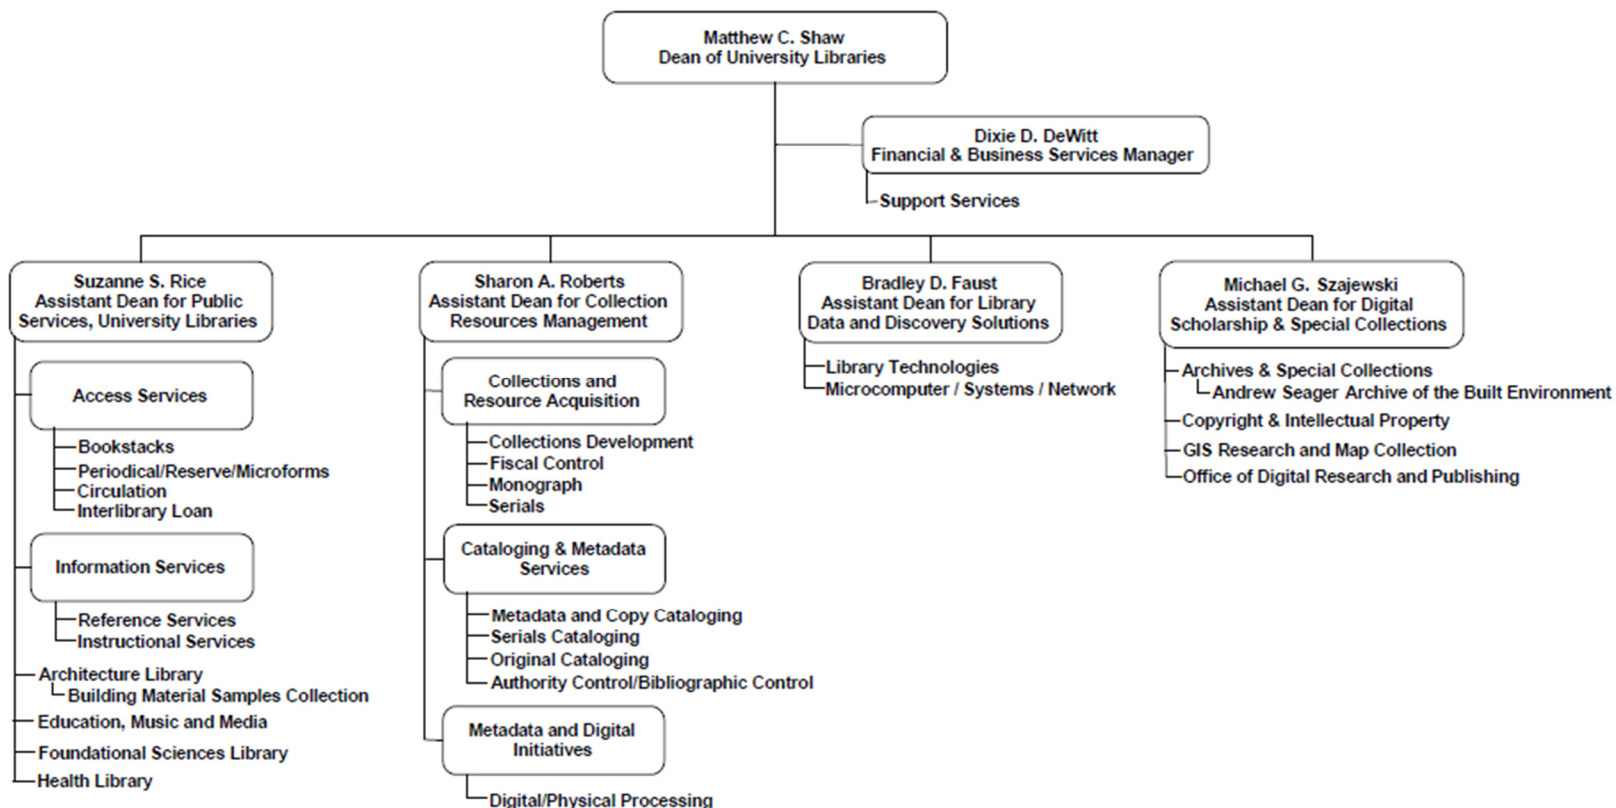 Matthew C. Shaw
Dean of University Libraries
Dixie D. DeWitt
Financial & Business Services Manager
Support Services
Suzanne S. Rice
Assistant Dean for Public
Services, University Libraries
Access Services
Bookstacks
Periodical/Reserve/Microforms
Circulation
Interlibrary Loan
Information Services
Reference Services
Instructional Services
Architecture Library
Building Material Samples Collection
Education, Music and Media
Foundational Sciences Library
Health Library
Sharon A. Roberts
Assistant Dean for Collection
Resources Management
Collections and
Resource Acquisition
Collections Development
Fiscal Control
Monograph
Serials
Cataloging & Metadata
Services
Metadata and Copy Cataloging
Serials Cataloging
Original Cataloging
Authority Control/Bibliographic Control
Metadata and Digital
Initiatives
Digital/Physical Processing
Bradley D. Faust
Assistant Dean for Library
Data and Discovery Solutions
Library Technologies
Microcomputer / Systems / Network
Michael G. Szajewski
Assistant Dean for Digital
Scholarship & Special Collections
Archives & Special Collections
Andrew Seager Archive of the Built Environment
Copyright & Intellectual Property
GIS Research and Map Collection
Office of Digital Research and Publishing